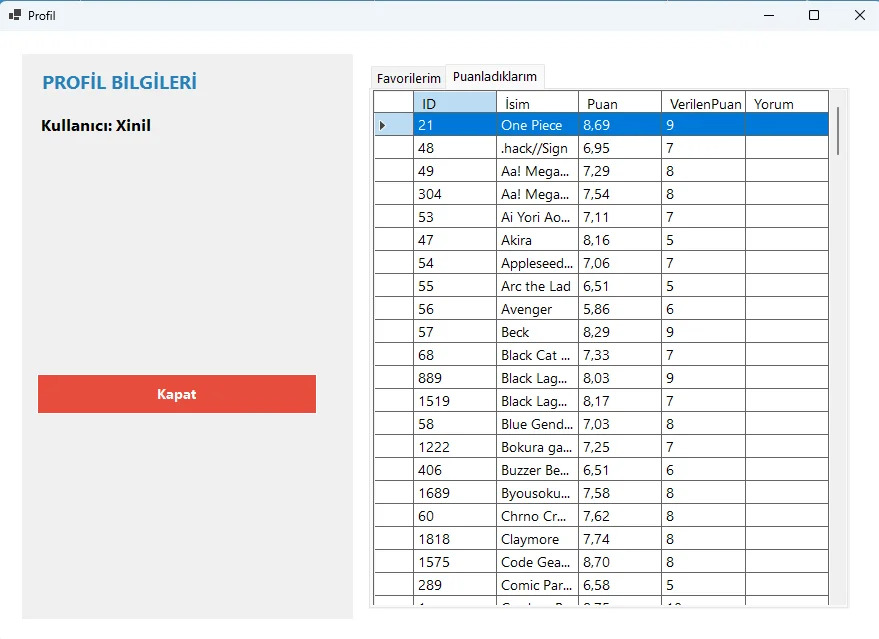 Profil
PROFİL BİLGİLERİ
Kullanıcı: Xinil
Kapat
Favorilerim Puanladıklarım
ID İsim Puan VerilenPuan Yorum
21 One Piece 8,69 9
48 .hack//Sign 6,95 7
49 Aa! Mega... 7,29 8
304 Aa! Mega... 7,54 8
53 Ai Yori Ao... 7,11 7
47 Akira 8,16 5
54 Appleseed... 7,06 7
55 Arc the Lad 6,51 5
56 Avenger 5,86 6
57 Beck 8,29 9
68 Black Cat ... 7,33 7
889 Black Lag... 8,03 9
1519 Black Lag... 8,17 7
58 Blue Gend... 7,03 8
1222 Bokura ga... 7,25 7
406 Buzzer Be... 6,51 6
1689 Byousoku... 7,58 8
60 Chrno Cr... 7,62 8
1818 Claymore 7,74 8
1575 Code Gea... 8,70 8
289 Comic Par... 6,58 5